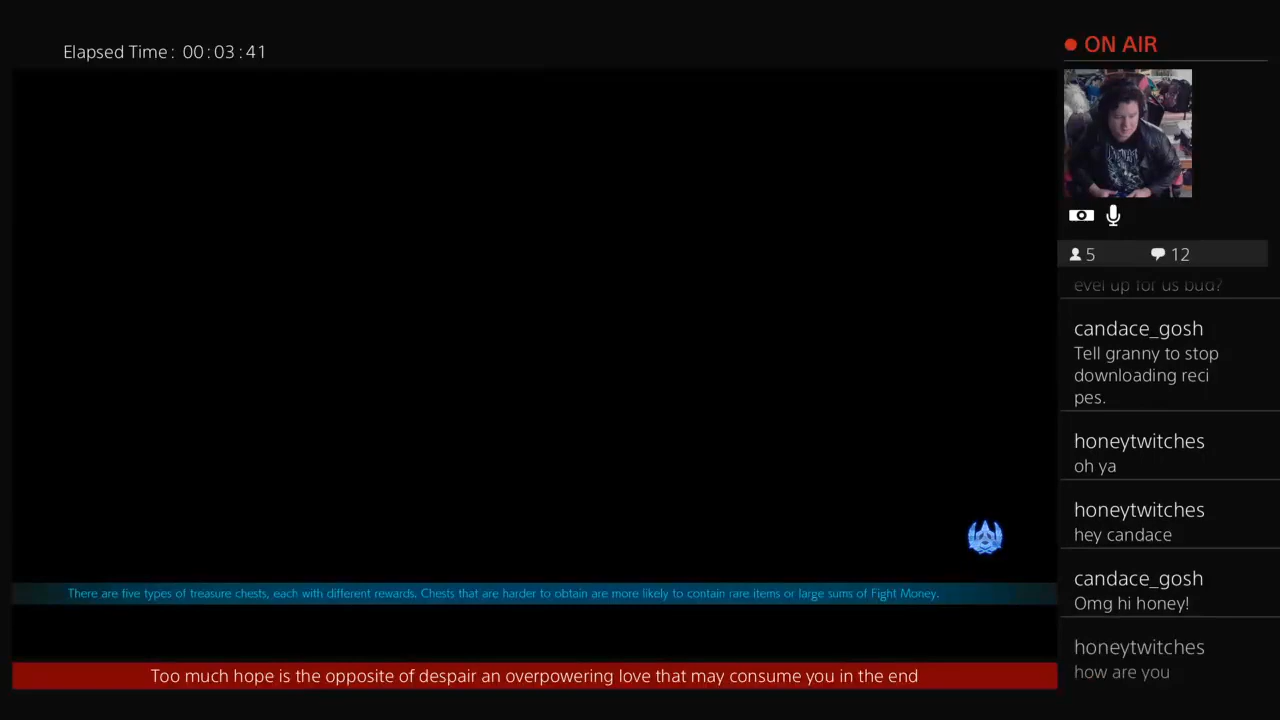 Elapsed Time: 00:03:41
ON AIR
5 12
evel up for us bud?
candace_gosh
Tell granny to stop
downloading reci
pes.
honeytwitches
oh ya
honeytwitches
hey candace
candace_gosh
Omg hi honey!
honeytwitches
how are you
There are five types of treasure chests, each with different rewards. Chests that are harder to obtain are more likely to contain rare items or large sums of Fight Money.
Too much hope is the opposite of despair an overpowering love that may consume you in the end